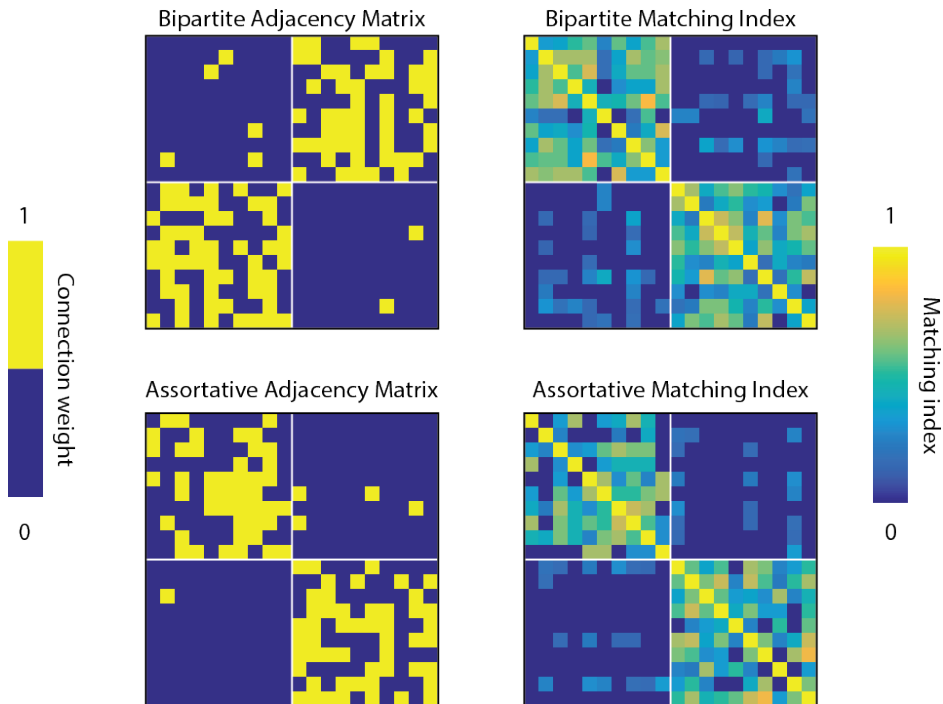 Bipartite Adjacency Matrix
Bipartite Matching Index
1
Connection weight
0
1
Matching index
0
Assortative Adjacency Matrix
Assortative Matching Index